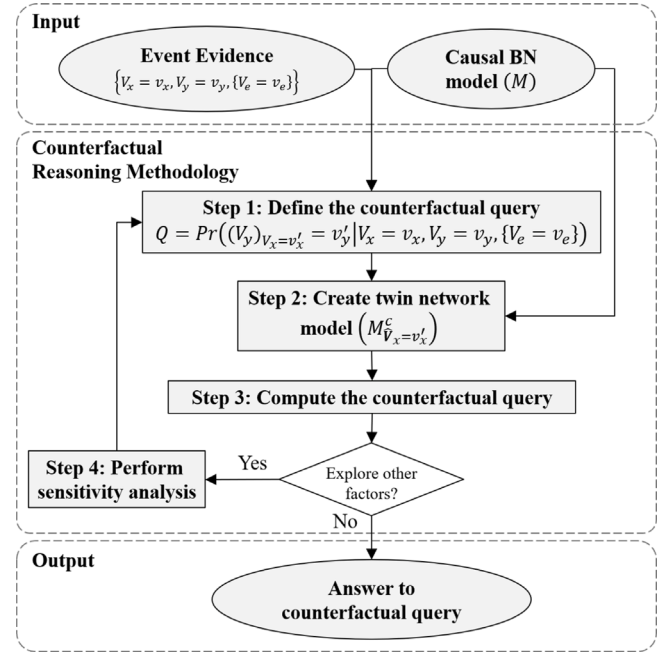 Input
Event Evidence
{V_x = v_x, V_y = v_y, {V_e = v_e}}
Causal BN
model (M)
Counterfactual
Reasoning Methodology
Step 1: Define the counterfactual query
Q = Pr((V_y)_{V_x=v'_x} = v'_y | V_x = v_x, V_y = v_y, {V_e = v_e})
Step 2: Create twin network
model (M^c_{V̂_x=v'_x})
Step 3: Compute the counterfactual query
Explore other
factors?
Yes
Step 4: Perform
sensitivity analysis
No
Output
Answer to
counterfactual query